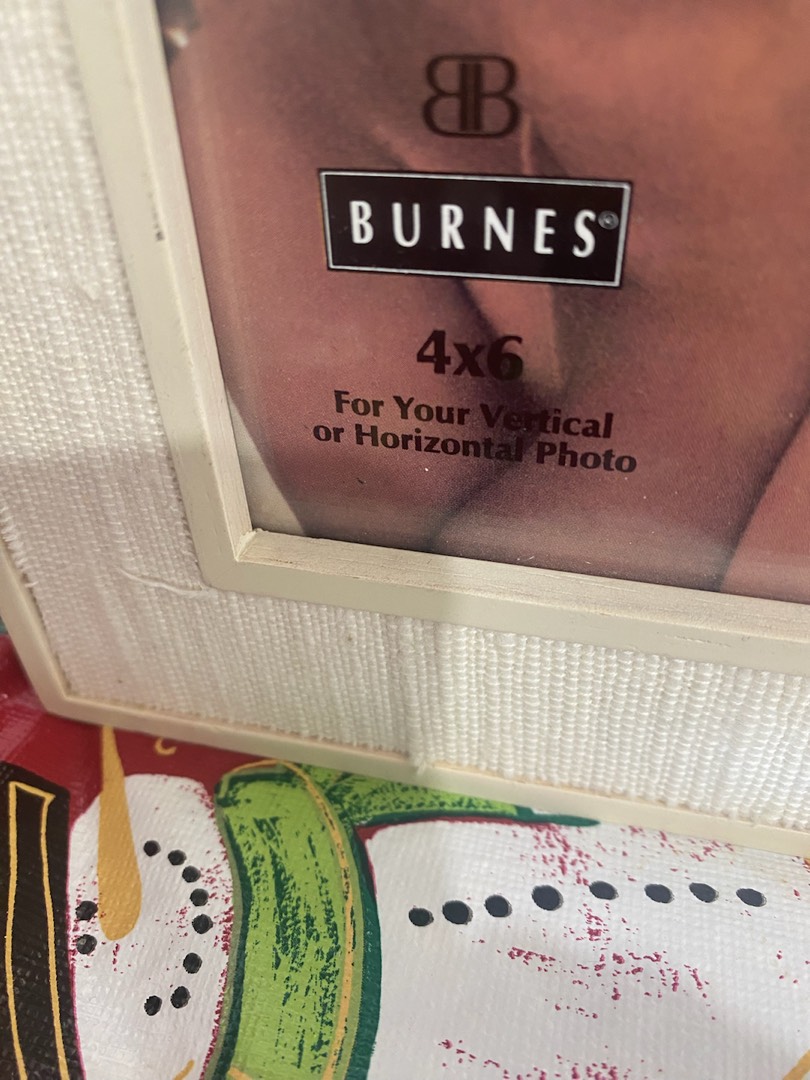 BB
BURNES®
4x6
For Your Vertical
or Horizontal Photo